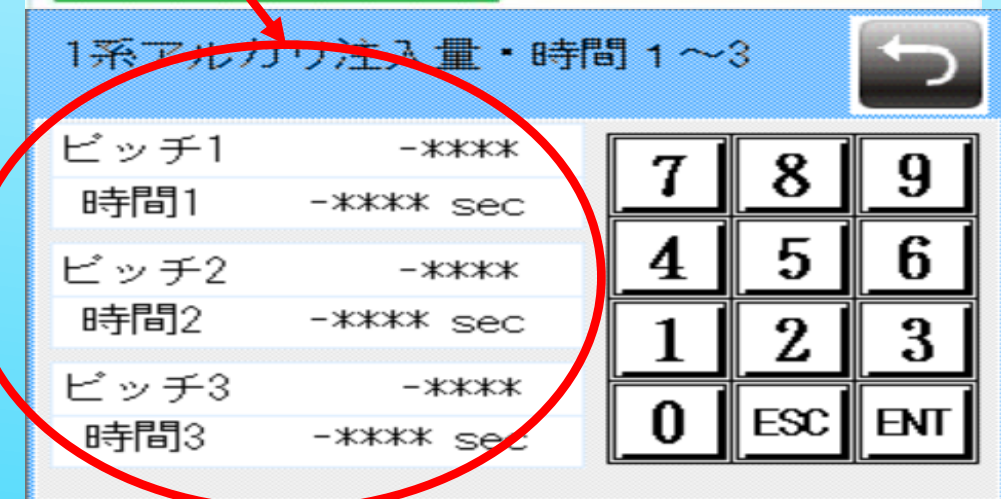 1系アルカリ注入量・時間1～3
ピッチ1 -****
時間1 -**** sec
ピッチ2 -****
時間2 -**** sec
ピッチ3 -****
時間3 -**** sec
7 8 9
4 5 6
1 2 3
0 ESC ENT